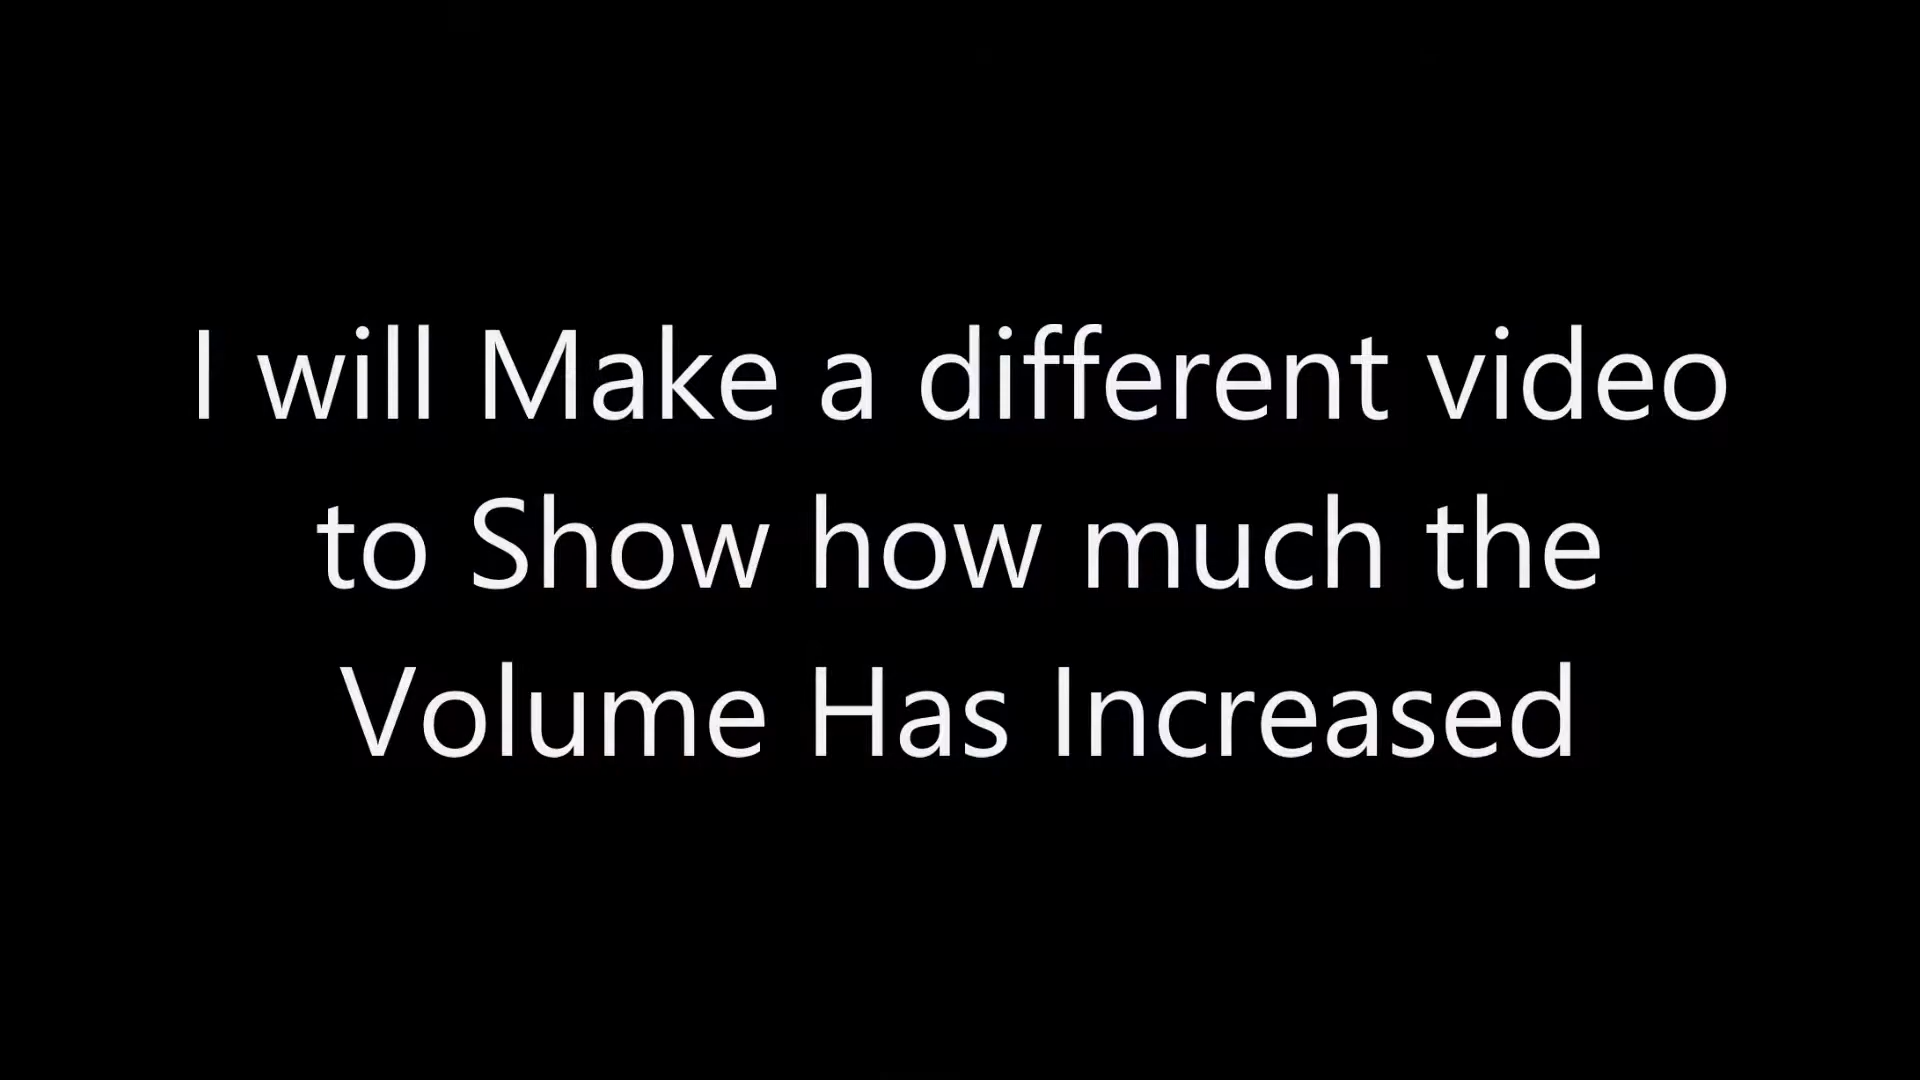 I will Make a different video
to Show how much the
Volume Has Increased